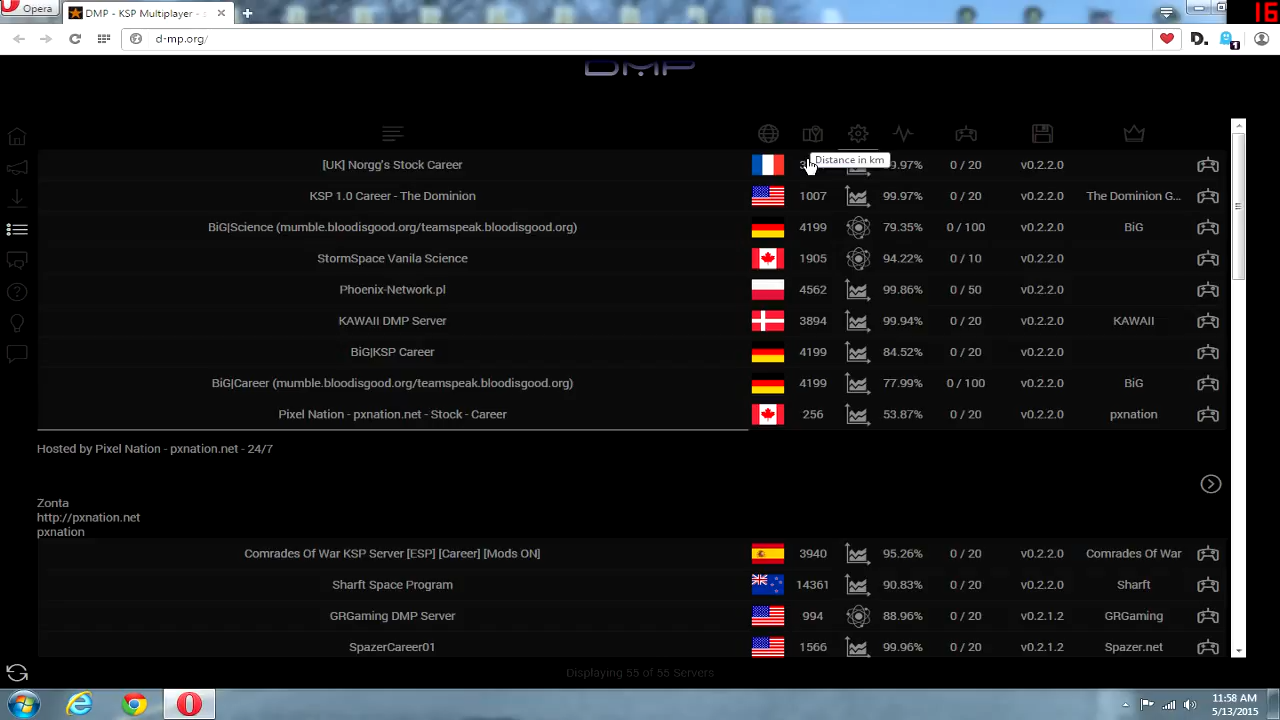 Opera
DMP - KSP Multiplayer -
16
d-mp.org/
D.
1
DMP
Distance in km
[UK] Norgg's Stock Career 0 / 20 v0.2.2.0
KSP 1.0 Career - The Dominion 1007 99.97% 0 / 20 v0.2.2.0 The Dominion G...
BiG|Science (mumble.bloodisgood.org/teamspeak.bloodisgood.org) 4199 79.35% 0 / 100 v0.2.2.0 BiG
StormSpace Vanila Science 1905 94.22% 0 / 10 v0.2.2.0
Phoenix-Network.pl 4562 99.86% 0 / 50 v0.2.2.0
KAWAII DMP Server 3894 99.94% 0 / 20 v0.2.2.0 KAWAII
BiG|KSP Career 4199 84.52% 0 / 20 v0.2.2.0
BiG|Career (mumble.bloodisgood.org/teamspeak.bloodisgood.org) 4199 77.99% 0 / 100 v0.2.2.0 BiG
Pixel Nation - pxnation.net - Stock - Career 256 53.87% 0 / 20 v0.2.2.0 pxnation
Hosted by Pixel Nation - pxnation.net - 24/7
Zonta
http://pxnation.net
pxnation
Comrades Of War KSP Server [ESP] [Career] [Mods ON] 3940 95.26% 0 / 20 v0.2.2.0 Comrades Of War
Sharft Space Program 14361 90.83% 0 / 20 v0.2.2.0 Sharft
GRGaming DMP Server 994 88.96% 0 / 20 v0.2.1.2 GRGaming
SpazerCareer01 1566 99.96% 0 / 20 v0.2.1.2 Spazer.net
Displaying 55 of 55 Servers
11:58 AM
5/13/2015